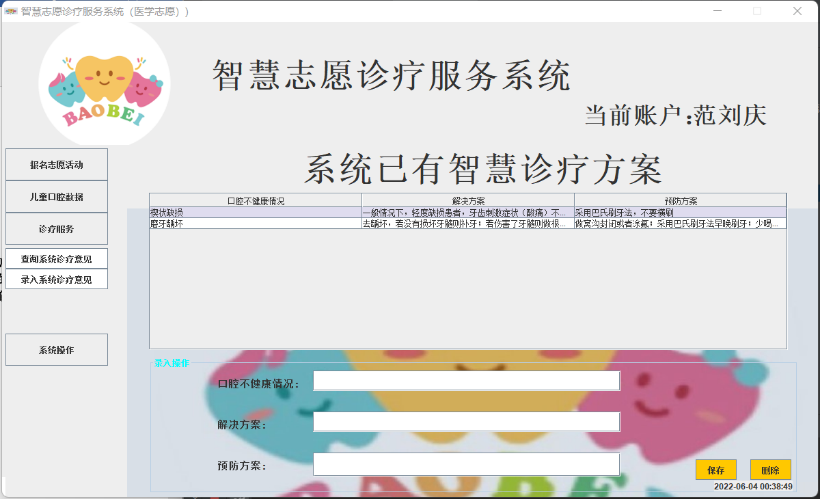 智慧志愿诊疗服务系统（医学志愿））
BAOBEI
智慧志愿诊疗服务系统
当前账户:范刘庆
报名志愿活动
儿童口腔数据
诊疗服务
查询系统诊疗意见
录入系统诊疗意见
系统操作
系统已有智慧诊疗方案
口腔不健康情况 解决方案 预防方案
楔状缺损 一般情况下，轻度缺损患者，牙齿刺激症状（酸痛）不... 采用巴氏刷牙法，不要横刷
磨牙龋坏 去龋坏，若没有损坏牙髓则补牙！若伤害了牙髓则做根... 做窝沟封闭或者涂氟！采用巴氏刷牙法早晚刷牙！少喝...
录入操作
口腔不健康情况：
解决方案：
预防方案：
保存 删除
2022-06-04 00:38:49